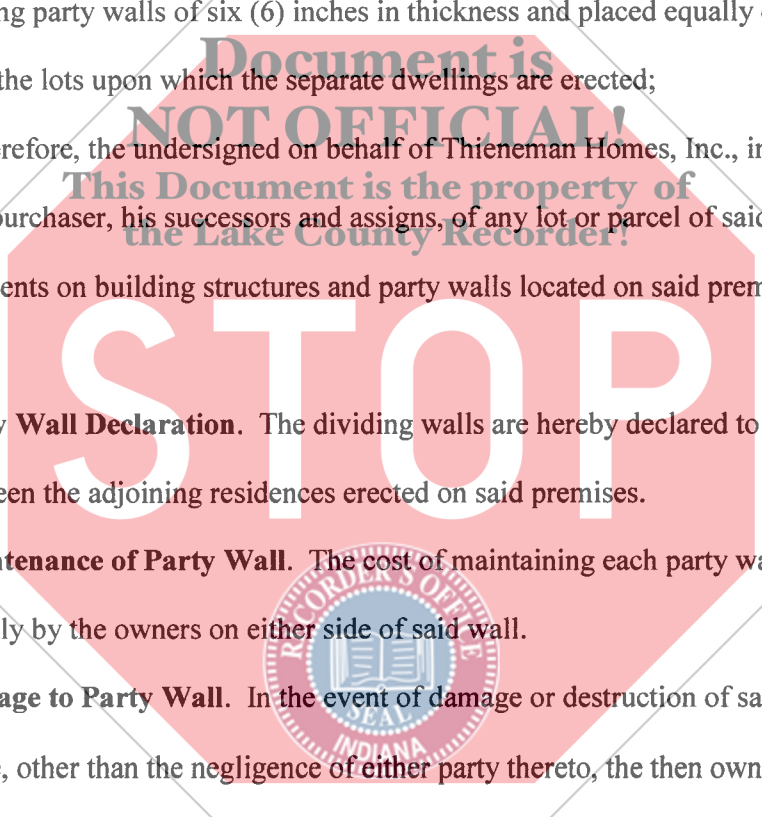 ng party walls of six (6) inches in thickness and placed equally
Document is
the lots upon which the separate dwellings are erected;
NOT OFFICIAL!
refore, the undersigned on behalf of Thieneman Homes, Inc., in
This Document is the property of
purchaser, his successors and assigns, of any lot or parcel of said
the Lake County Recorder!
ents on building structures and party walls located on said prem
STOP
Wall Declaration. The dividing walls are hereby declared to
een the adjoining residences erected on said premises.
ntenance of Party Wall. The cost of maintaining each party wa
RECORDER'S OFFICE
ly by the owners on either side of said wall.
age to Party Wall. In the event of damage or destruction of sa
SEAL
INDIANA
, other than the negligence of either party thereto, the then own